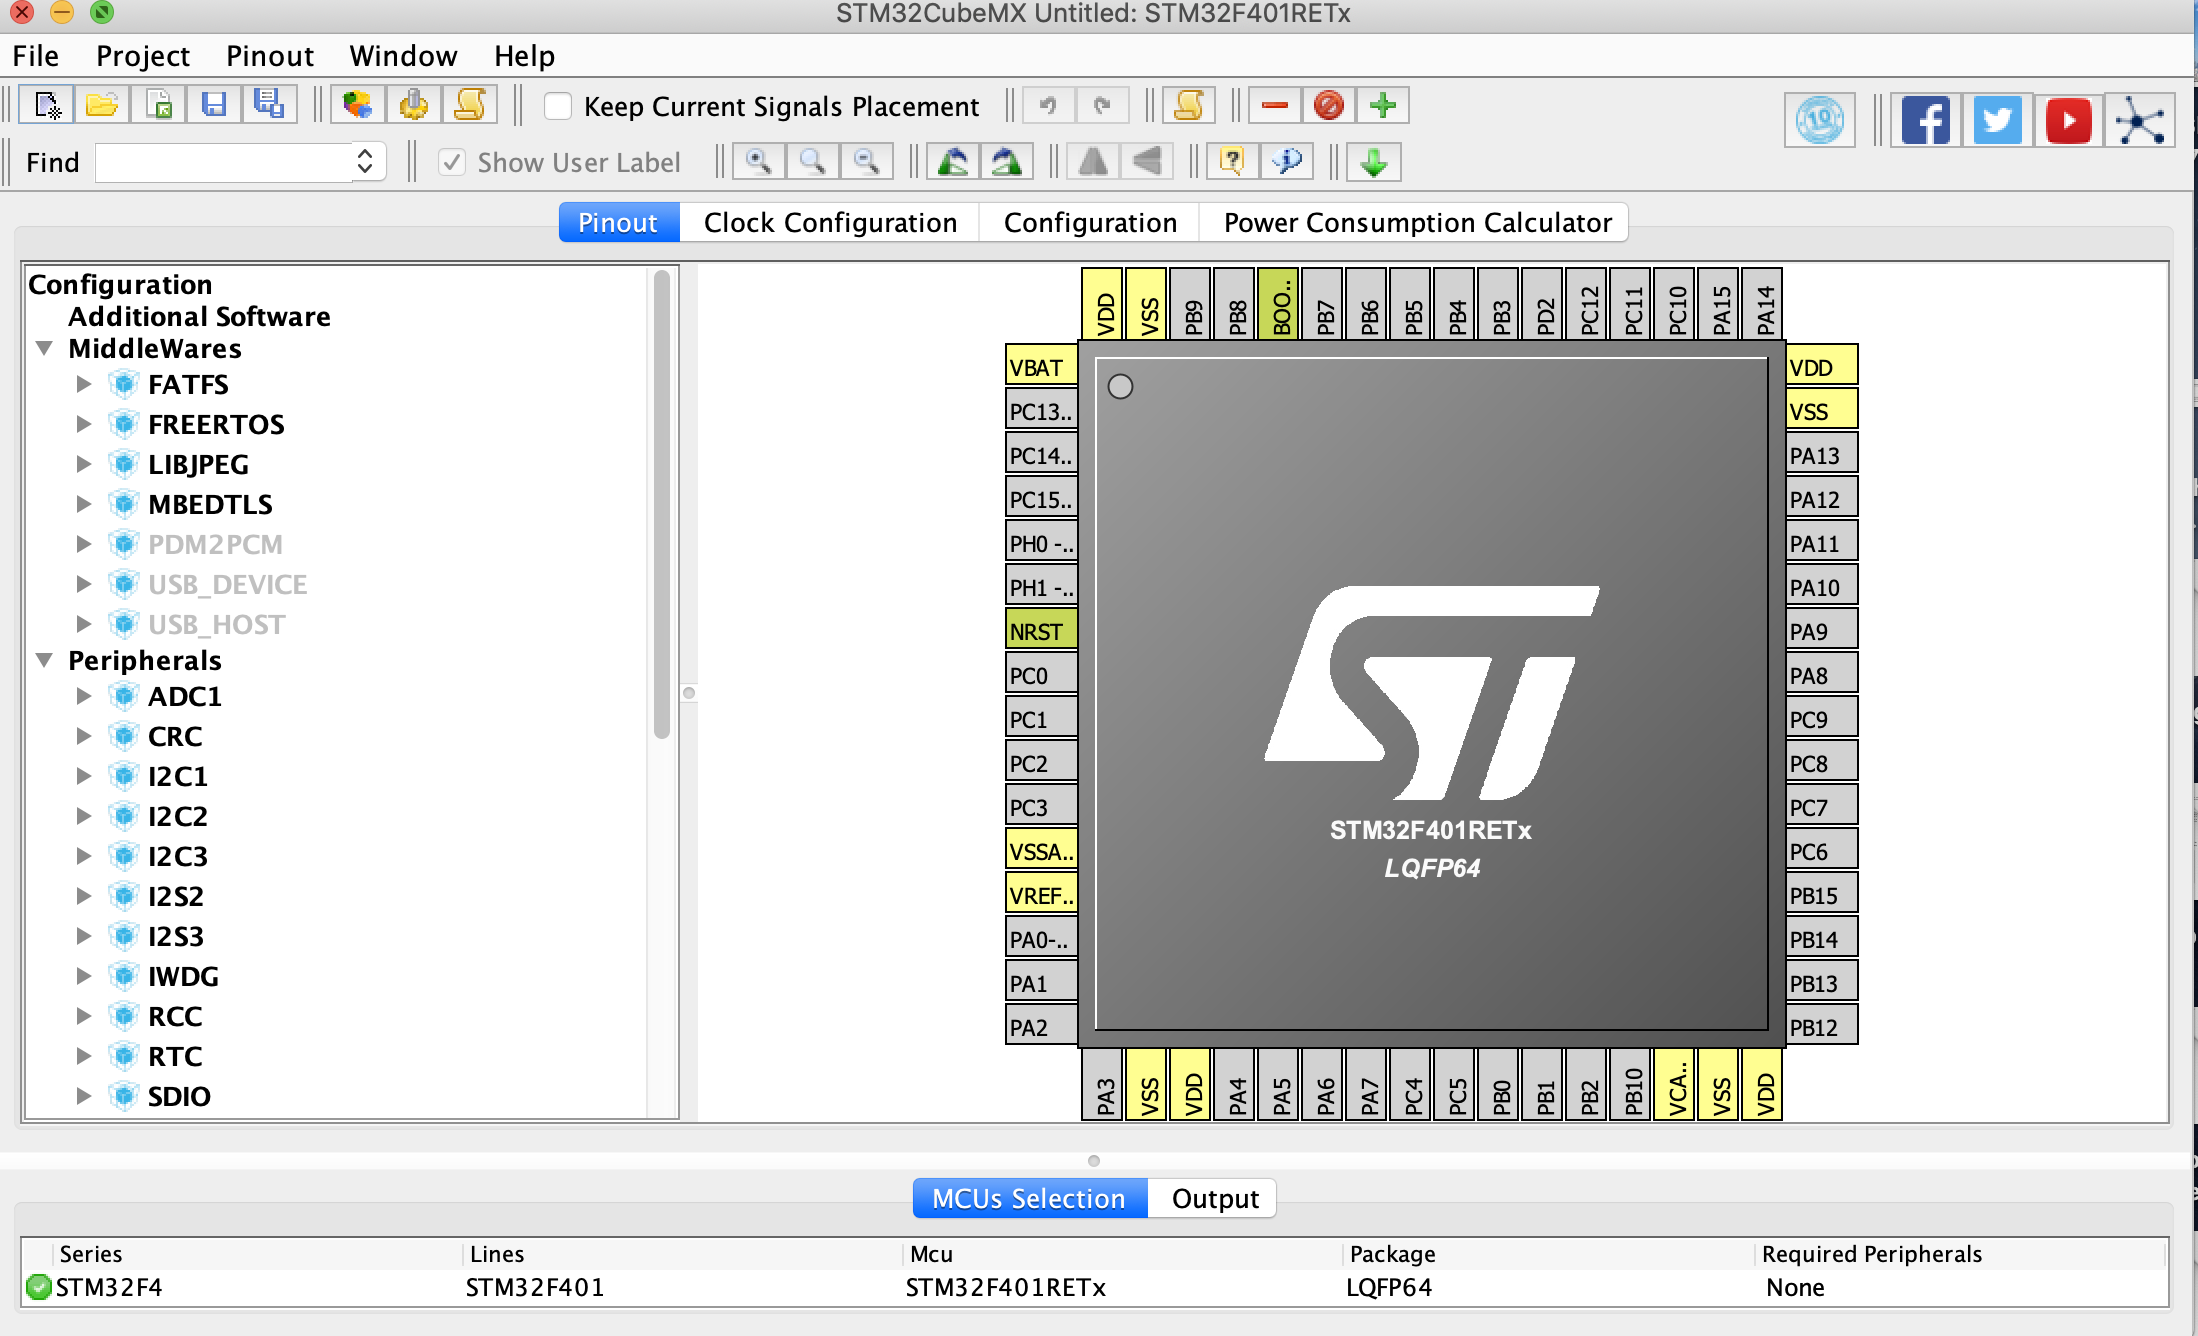 STM32CubeMX Untitled: STM32F401RETx
File Project Pinout Window Help
Keep Current Signals Placement
Find
Show User Label
Pinout Clock Configuration Configuration Power Consumption Calculator
Configuration
Additional Software
MiddleWares
FATFS
FREERTOS
LIBJPEG
MBEDTLS
PDM2PCM
USB_DEVICE
USB_HOST
Peripherals
ADC1
CRC
I2C1
I2C2
I2C3
I2S2
I2S3
IWDG
RCC
RTC
SDIO
VDD VSS PB9 PB8 BOO.. PB7 PB6 PB5 PB4 PB3 PD2 PC12 PC11 PC10 PA15 PA14
VBAT
PC13..
PC14..
PC15..
PH0 -..
PH1 -..
NRST
PC0
PC1
PC2
PC3
VSSA..
VREF..
PA0-..
PA1
PA2
ST
STM32F401RETx
LQFP64
VDD
VSS
PA13
PA12
PA11
PA10
PA9
PA8
PC9
PC8
PC7
PC6
PB15
PB14
PB13
PB12
PA3 VSS VDD PA4 PA5 PA6 PA7 PC4 PC5 PB0 PB1 PB2 PB10 VCA.. VSS VDD
MCUs Selection Output
Series Lines Mcu Package Required Peripherals
STM32F4 STM32F401 STM32F401RETx LQFP64 None